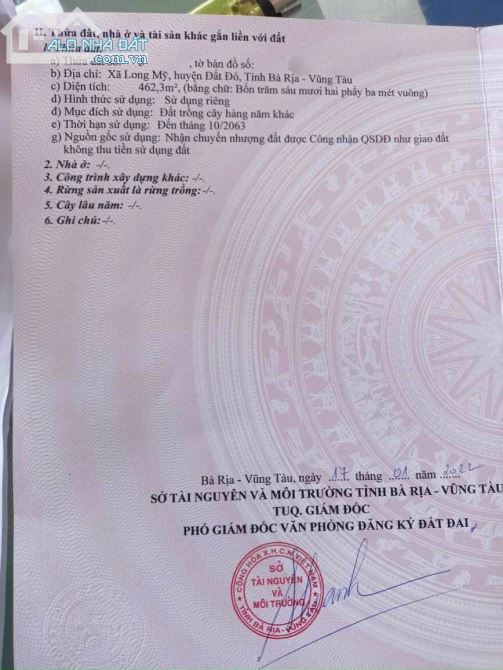 ALO NHÀ ĐẤT
II. Thửa đất, nhà ở và tài sản khác gắn liền với đất
, tờ bản đồ số:
b) Địa chỉ: Xã Long Mỹ, huyện Đất Đỏ, Tỉnh Bà Rịa - Vũng Tàu
c) Diện tích: 462,3m², (bằng chữ: Bốn trăm sáu mươi hai phẩy ba mét vuông)
d) Hình thức sử dụng: Sử dụng riêng
đ) Mục đích sử dụng: Đất trồng cây hàng năm khác
e) Thời hạn sử dụng: Đến tháng 10/2063
g) Nguồn gốc sử dụng: Nhận chuyển nhượng đất được Công nhận QSDĐ như giao đất
không thu tiền sử dụng đất
2. Nhà ở: -/-.
3. Công trình xây dựng khác: -/-.
4. Rừng sản xuất là rừng trồng:-/-.
5. Cây lâu năm: -/-.
6. Ghi chú:-/-.
Bà Rịa - Vũng Tàu, ngày 17 tháng 01 năm 2022
SỞ TÀI NGUYÊN VÀ MÔI TRƯỜNG TỈNH BÀ RỊA - VŨNG TÀU
TUQ. GIÁM ĐỐC
PHÓ GIÁM ĐỐC VĂN PHÒNG ĐĂNG KÝ ĐẤT ĐAI
CỘNG HÒA X.H.C.N VIỆT NAM
SỞ
TÀI NGUYÊN
VÀ
MÔI TRƯỜNG
TỈNH BÀ RỊA - VŨNG TÀU